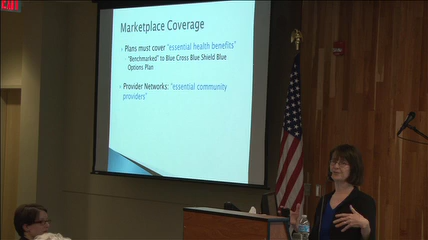 EXIT
Marketplace Coverage
Plans must cover "essential health benefits"
"Benchmarked" to Blue Cross Blue Shield Blue
Options Plan
Provider Networks: "essential community
providers"